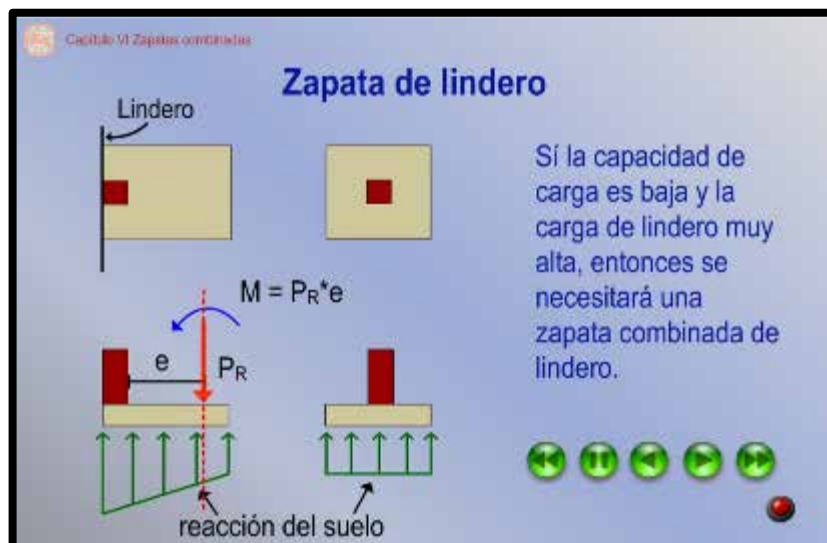 Capítulo VI Zapatas combinadas
Zapata de lindero
Lindero
Sí la capacidad de
carga es baja y la
carga de lindero muy
alta, entonces se
necesitará una
zapata combinada de
lindero.
M = PR*e
e
PR
reacción del suelo